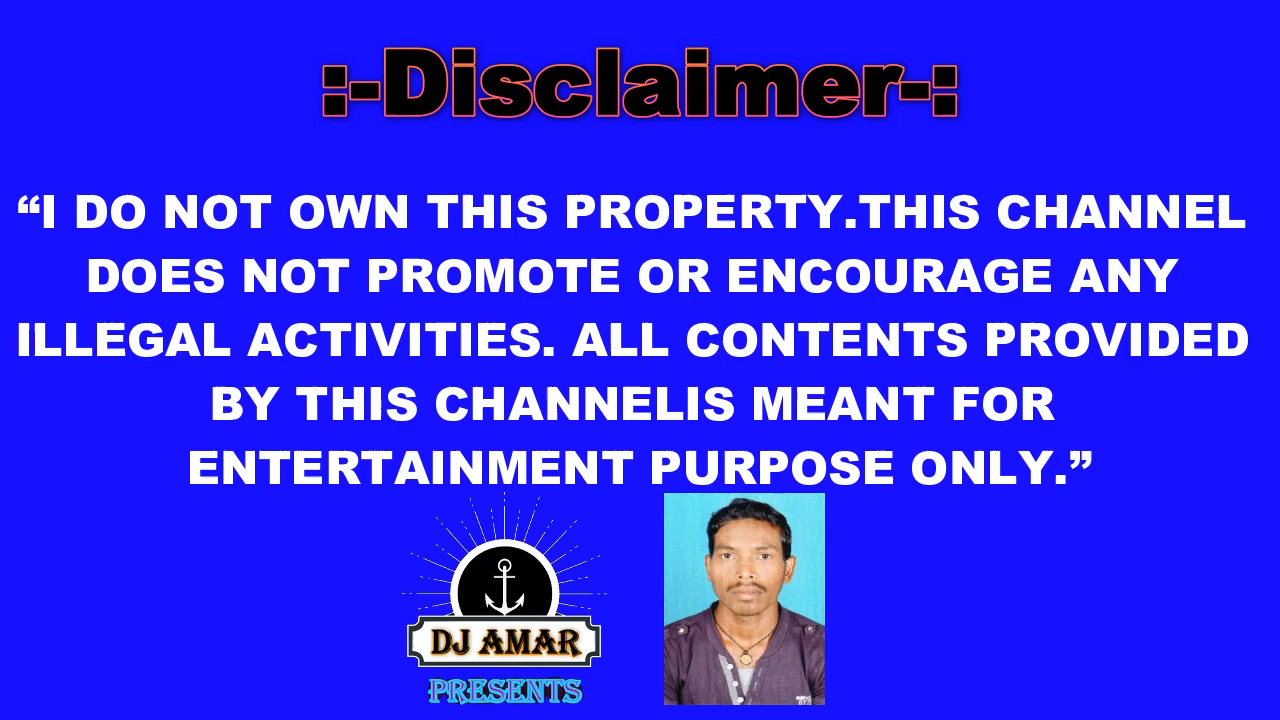 :-Disclaimer-:
“I DO NOT OWN THIS PROPERTY.THIS CHANNEL
DOES NOT PROMOTE OR ENCOURAGE ANY
ILLEGAL ACTIVITIES. ALL CONTENTS PROVIDED
BY THIS CHANNELIS MEANT FOR
ENTERTAINMENT PURPOSE ONLY.”
DJ AMAR
PRESENTS